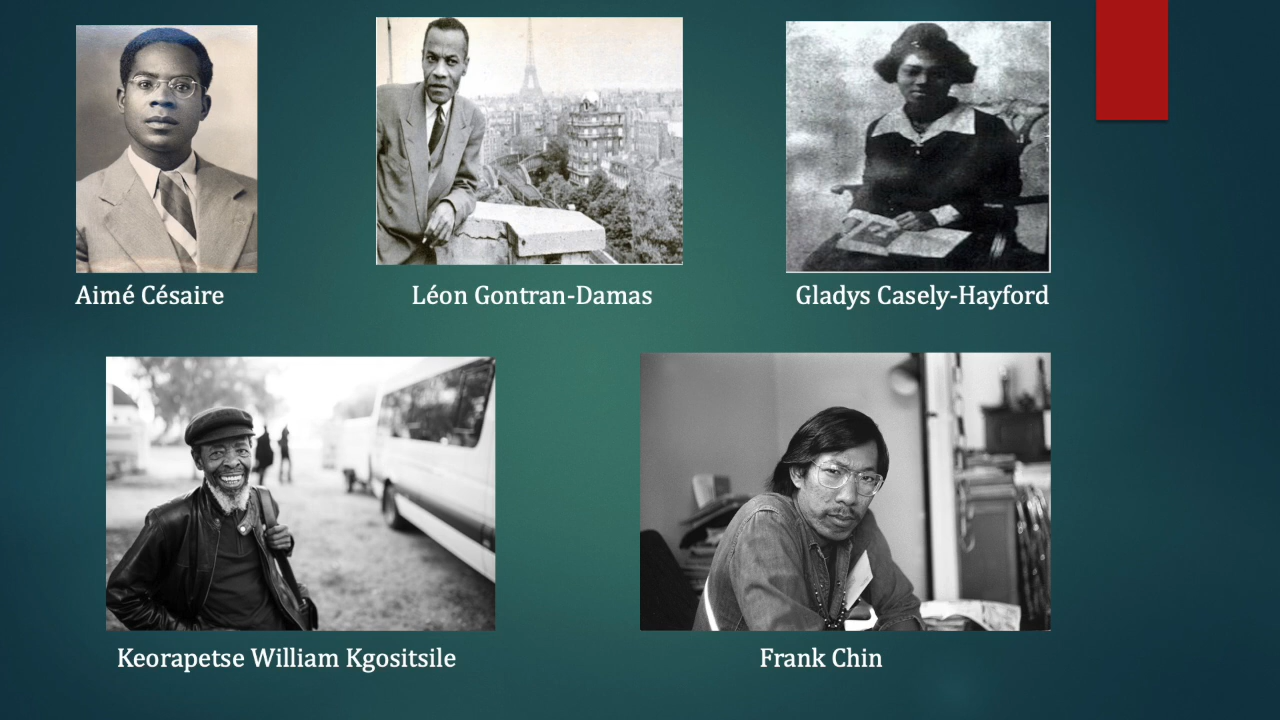 Aimé Césaire
Léon Gontran-Damas
Gladys Casely-Hayford
Keorapetse William Kgositsile
Frank Chin